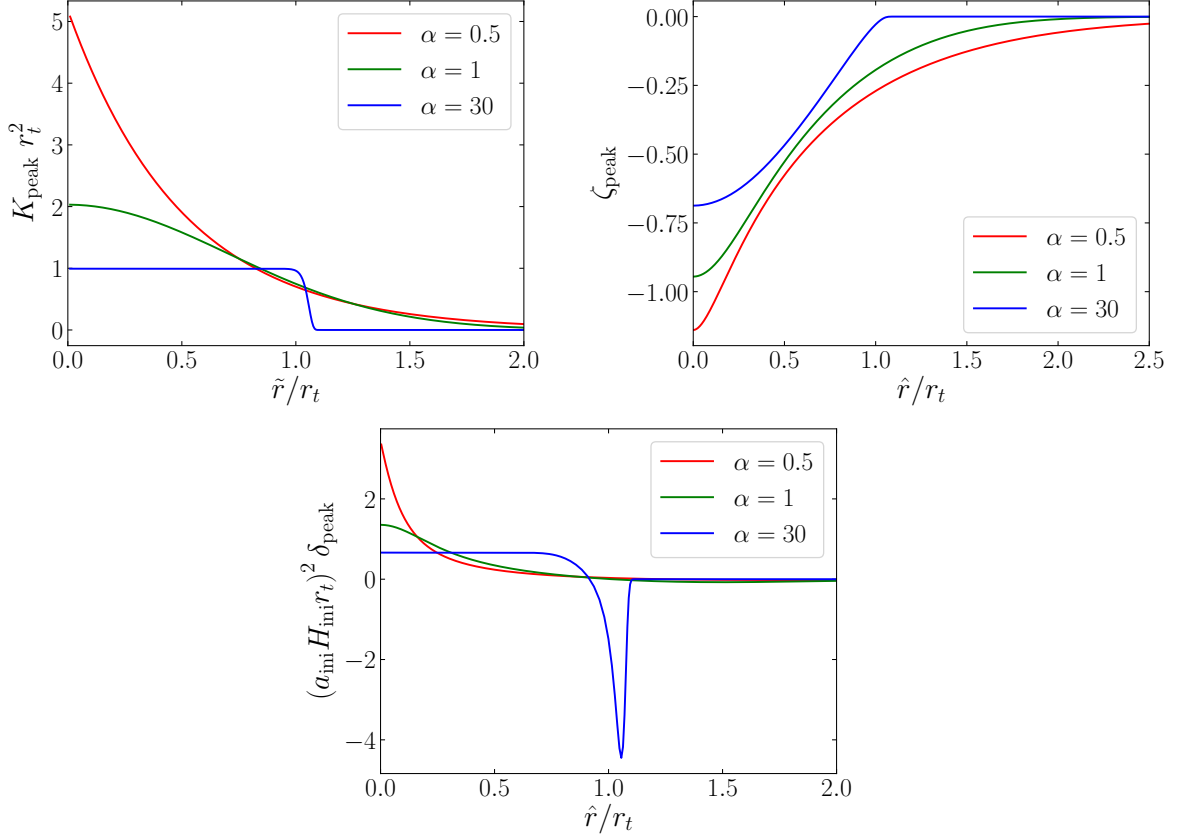 5
4
3
2
1
0
K_peak r_t^2
0.0 0.5 1.0 1.5 2.0
r̃/r_t
α = 0.5
α = 1
α = 30
0.00
−0.25
−0.50
−0.75
−1.00
ζ_peak
0.0 0.5 1.0 1.5 2.0 2.5
r̂/r_t
α = 0.5
α = 1
α = 30
2
0
−2
−4
(a_ini H_ini r_t)^2 δ_peak
0.0 0.5 1.0 1.5 2.0
r̂/r_t
α = 0.5
α = 1
α = 30